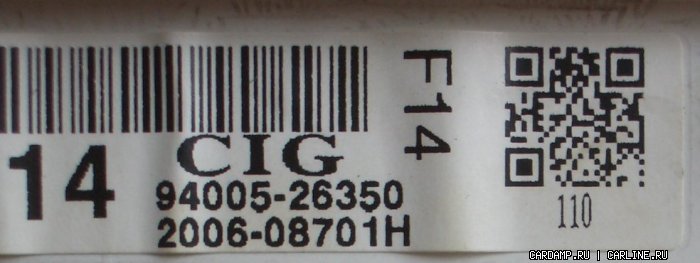 14
CIG
94005-26350
2006-08701H
F14
110
CARDAMP.RU | CARLINE.RU